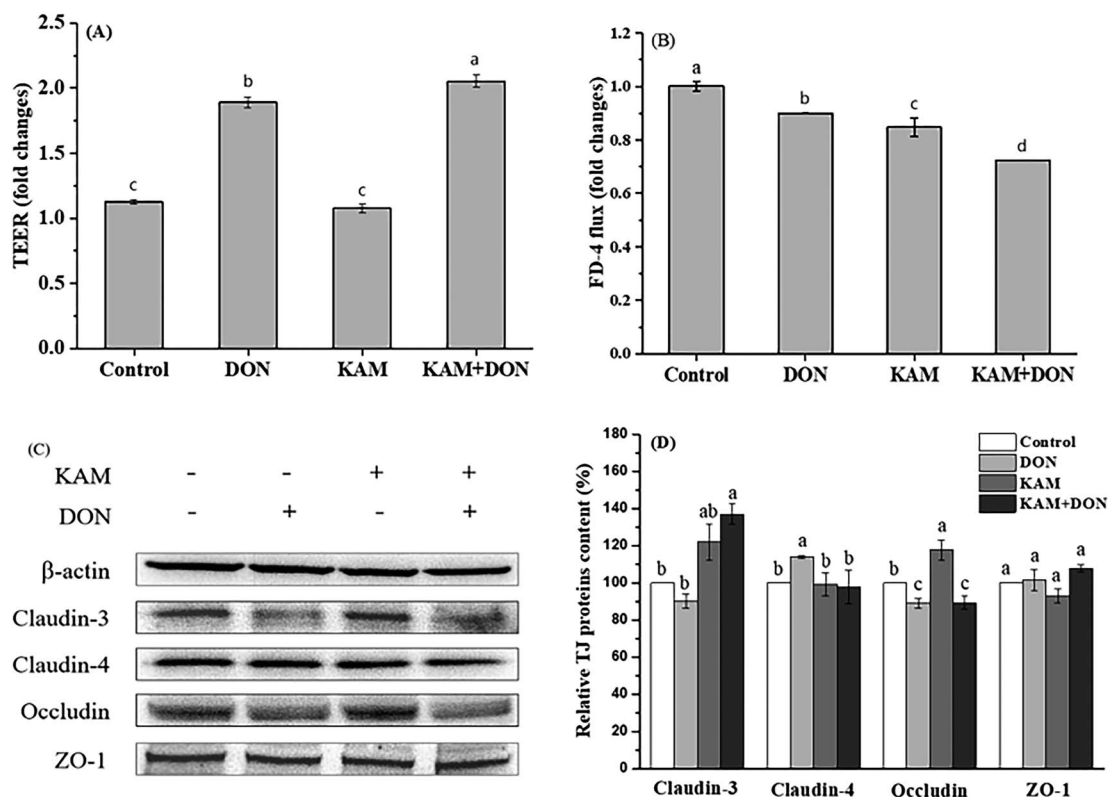 (A)
TEER (fold changes)
2.5
2.0
1.5
1.0
0.5
0.0
c
b
c
a
Control DON KAM KAM+DON
(B)
FD-4 flux (fold changes)
1.2
1.0
0.8
0.6
0.4
0.2
0.0
a
b
c
d
Control DON KAM KAM+DON
(C)
KAM - - + +
DON - + - +
β-actin
Claudin-3
Claudin-4
Occludin
ZO-1
(D)
Relative TJ proteins content (%)
180
160
140
120
100
80
60
40
20
0
Control
DON
KAM
KAM+DON
b b ab a
b a b b
b c a c
a a a a
Claudin-3 Claudin-4 Occludin ZO-1